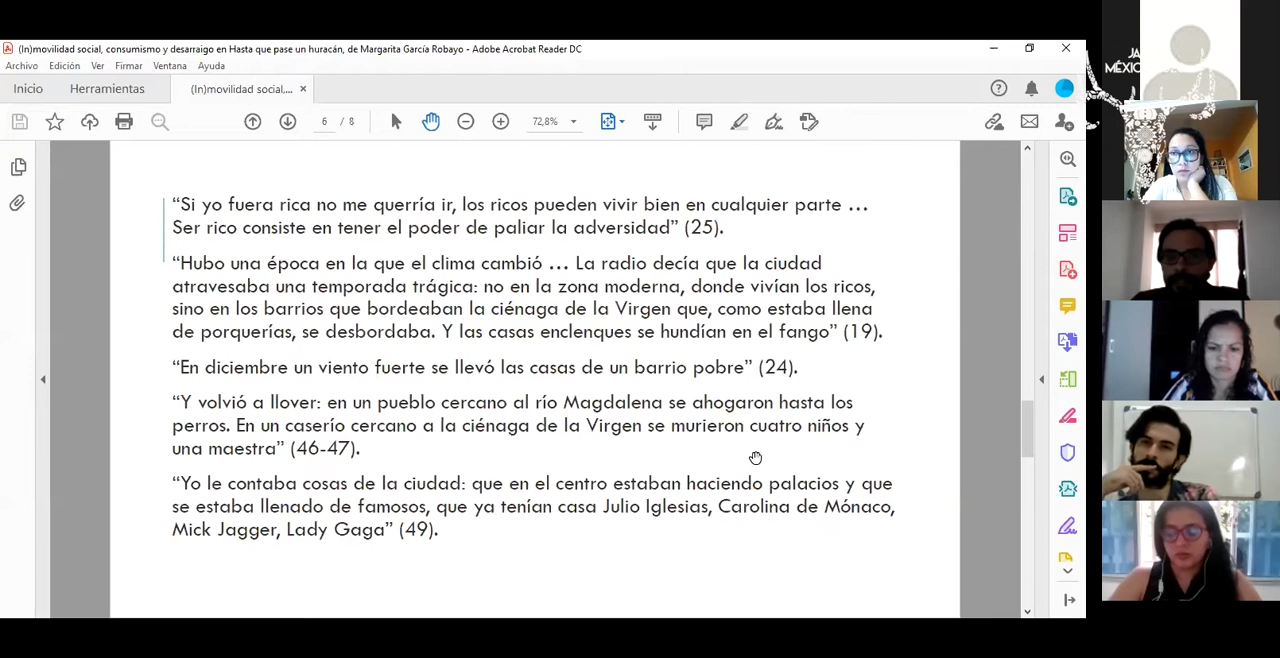 (In)movilidad social, consumismo y desarraigo en Hasta que pase un huracán, de Margarita García Robayo - Adobe Acrobat Reader DC
Archivo Edición Ver Firmar Ventana Ayuda
Inicio Herramientas (In)movilidad social,... ×
6 / 8 72,8%
“Si yo fuera rica no me querría ir, los ricos pueden vivir bien en cualquier parte …
Ser rico consiste en tener el poder de paliar la adversidad” (25).
“Hubo una época en la que el clima cambió … La radio decía que la ciudad
atravesaba una temporada trágica: no en la zona moderna, donde vivían los ricos,
sino en los barrios que bordeaban la ciénaga de la Virgen que, como estaba llena
de porquerías, se desbordaba. Y las casas enclenques se hundían en el fango” (19).
“En diciembre un viento fuerte se llevó las casas de un barrio pobre” (24).
“Y volvió a llover: en un pueblo cercano al río Magdalena se ahogaron hasta los
perros. En un caserío cercano a la ciénaga de la Virgen se murieron cuatro niños y
una maestra” (46-47).
“Yo le contaba cosas de la ciudad: que en el centro estaban haciendo palacios y que
se estaba llenado de famosos, que ya tenían casa Julio Iglesias, Carolina de Mónaco,
Mick Jagger, Lady Gaga” (49).
JA
MÉXICO